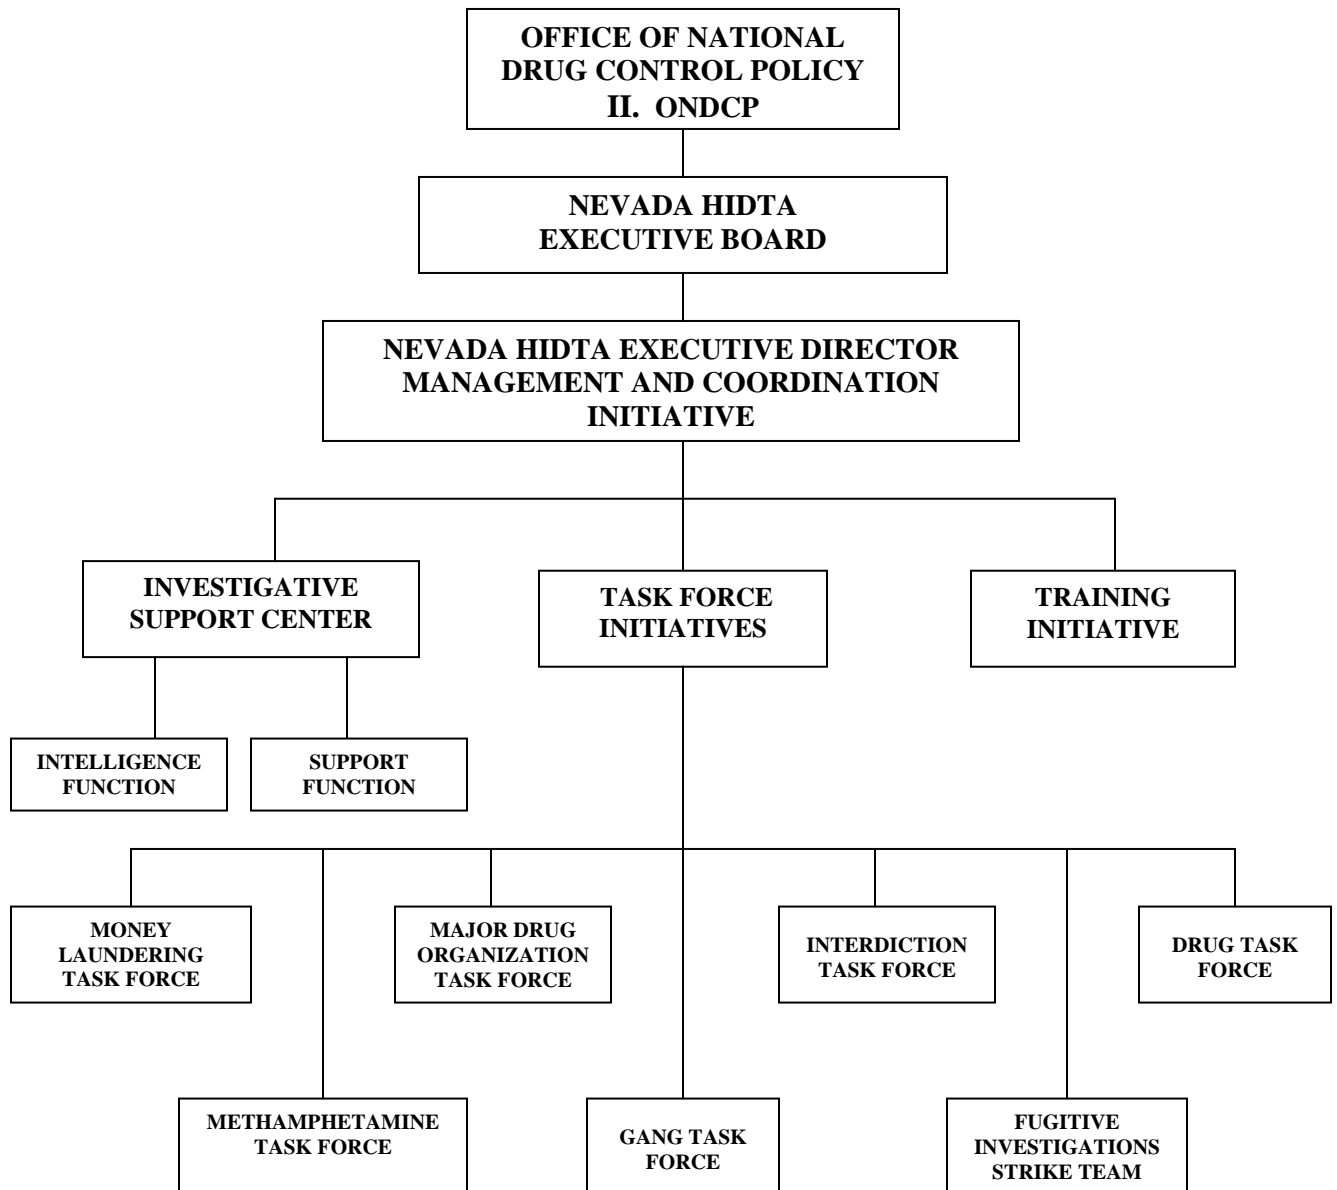 OFFICE OF NATIONAL
DRUG CONTROL POLICY
II. ONDCP
NEVADA HIDTA
EXECUTIVE BOARD
NEVADA HIDTA EXECUTIVE DIRECTOR
MANAGEMENT AND COORDINATION
INITIATIVE
INVESTIGATIVE
SUPPORT CENTER
TASK FORCE
INITIATIVES
TRAINING
INITIATIVE
INTELLIGENCE
FUNCTION
SUPPORT
FUNCTION
MONEY
LAUNDERING
TASK FORCE
MAJOR DRUG
ORGANIZATION
TASK FORCE
INTERDICTION
TASK FORCE
DRUG TASK
FORCE
METHAMPHETAMINE
TASK FORCE
GANG TASK
FORCE
FUGITIVE
INVESTIGATIONS
STRIKE TEAM